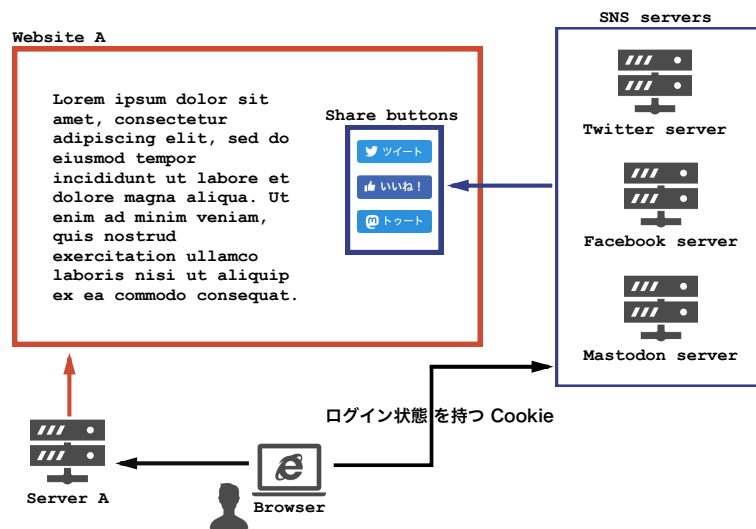 SNS servers
Website A
Lorem ipsum dolor sit
amet, consectetur
adipiscing elit, sed do
eiusmod tempor
incididunt ut labore et
dolore magna aliqua. Ut
enim ad minim veniam,
quis nostrud
exercitation ullamco
laboris nisi ut aliquip
ex ea commodo consequat.
Share buttons
ツイート
いいね！
トゥート
Twitter server
Facebook server
Mastodon server
ログイン状態を持つ Cookie
Server A
Browser